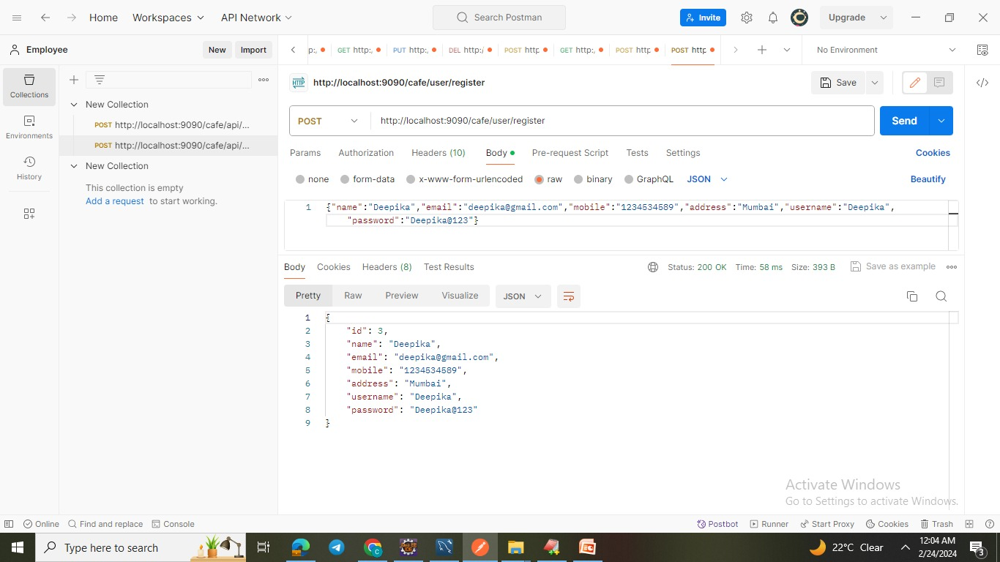 Home Workspaces API Network Search Postman Invite Upgrade
Employee New Import
p:, GET http:, PUT http:, DEL http:/ POST http GET http:, POST http POST http No Environment
Collections
Environments
History
New Collection
POST http://localhost:9090/cafe/api/...
POST http://localhost:9090/cafe/api/...
New Collection
This collection is empty
Add a request to start working.
HTTP http://localhost:9090/cafe/user/register Save
POST http://localhost:9090/cafe/user/register Send
Params Authorization Headers (10) Body Pre-request Script Tests Settings Cookies
none form-data x-www-form-urlencoded raw binary GraphQL JSON Beautify
1 {"name":"Deepika","email":"deepika@gmail.com","mobile":"1234534589","address":"Mumbai","username":"Deepika",
"password":"Deepika@123"}
Body Cookies Headers (8) Test Results Status: 200 OK Time: 58 ms Size: 393 B Save as example
Pretty Raw Preview Visualize JSON
1 {
2 "id": 3,
3 "name": "Deepika",
4 "email": "deepika@gmail.com",
5 "mobile": "1234534589",
6 "address": "Mumbai",
7 "username": "Deepika",
8 "password": "Deepika@123"
9 }
Activate Windows
Go to Settings to activate Windows.
Online Find and replace Console Postbot Runner Start Proxy Cookies Trash
Type here to search 22°C Clear 12:04 AM
2/24/2024
3